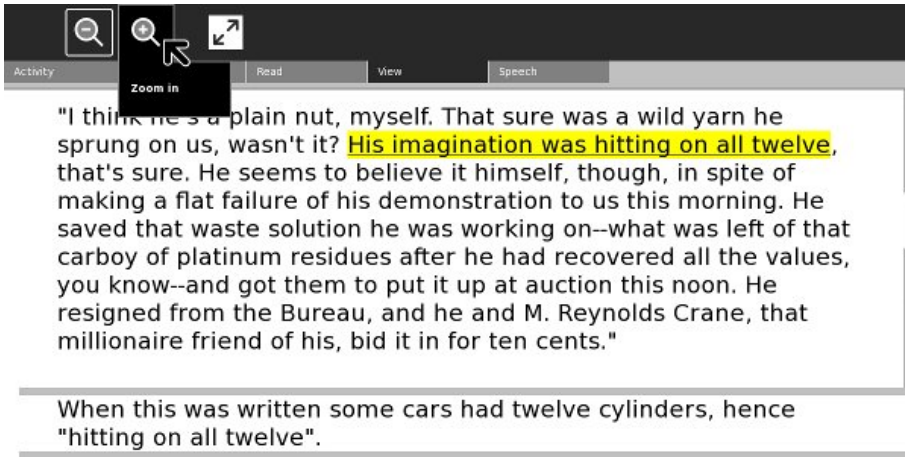 Activity
Read
View
Speech
Zoom in
"I think he's a plain nut, myself. That sure was a wild yarn he
sprung on us, wasn't it? His imagination was hitting on all twelve,
that's sure. He seems to believe it himself, though, in spite of
making a flat failure of his demonstration to us this morning. He
saved that waste solution he was working on--what was left of that
carboy of platinum residues after he had recovered all the values,
you know--and got them to put it up at auction this noon. He
resigned from the Bureau, and he and M. Reynolds Crane, that
millionaire friend of his, bid it in for ten cents."
When this was written some cars had twelve cylinders, hence
"hitting on all twelve".